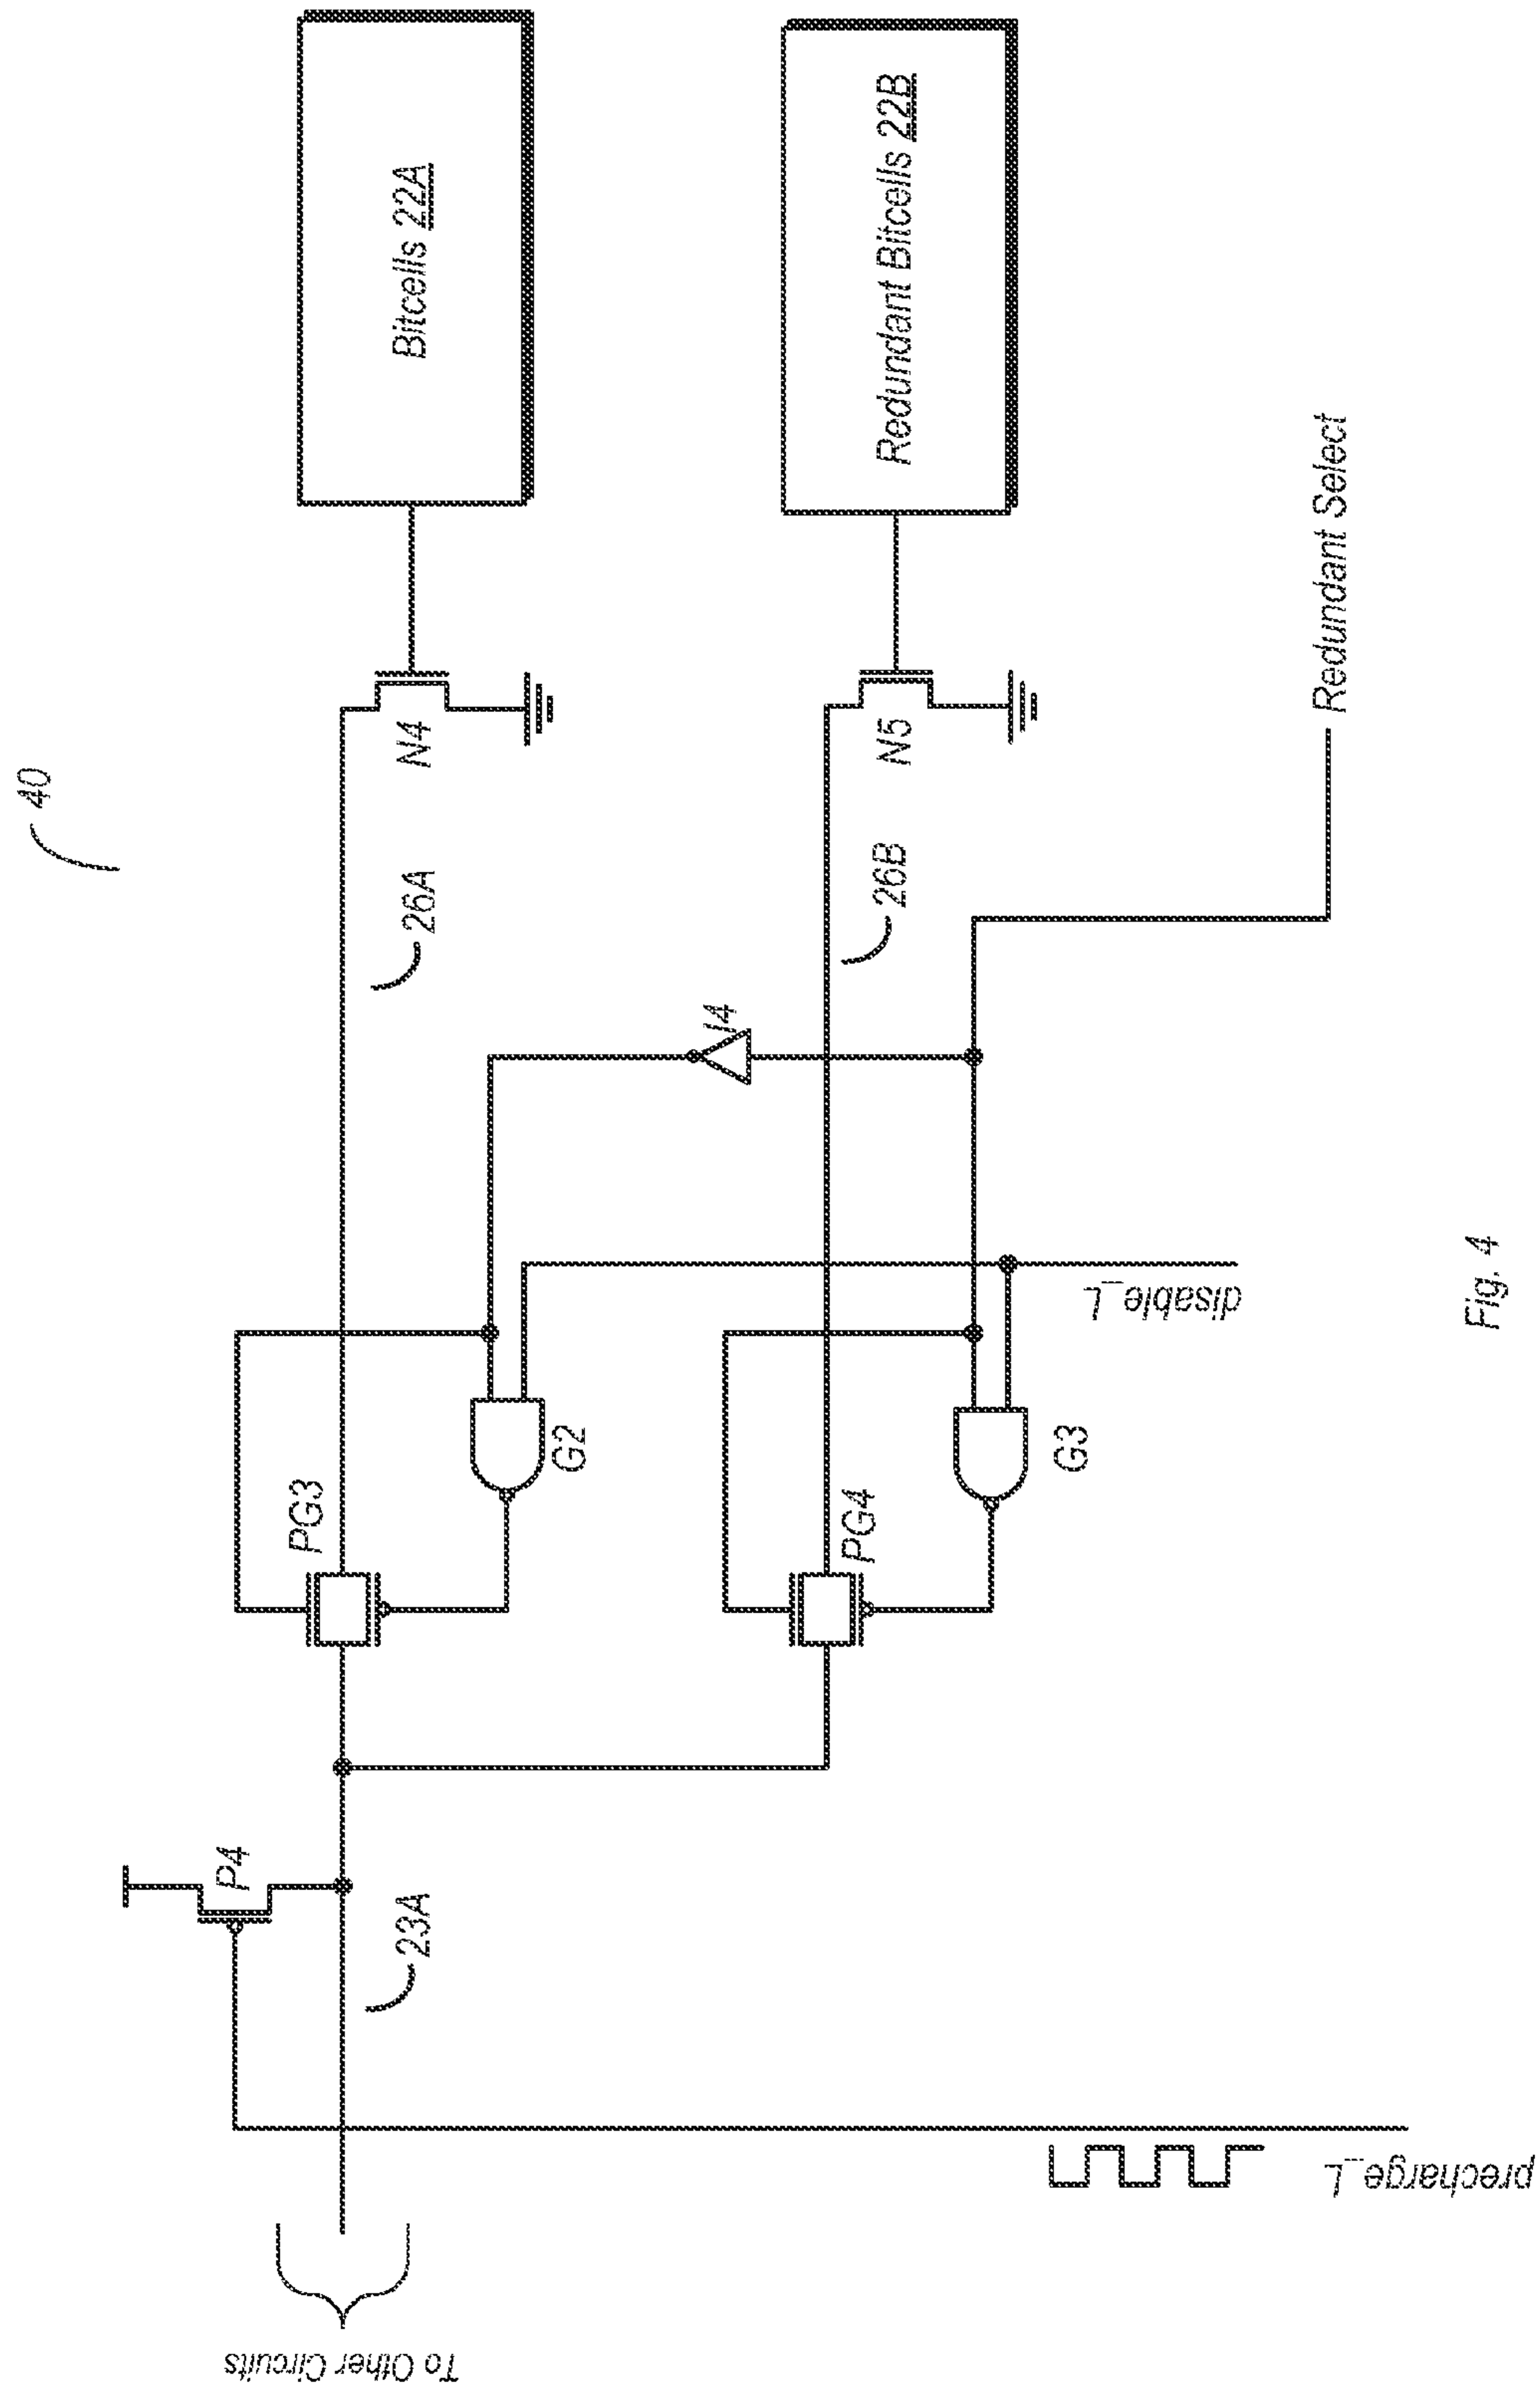 40
Bitcells 22A
N4
26A
Redundant Bitcells 22B
N5
26B
I4
Redundant Select
PG3
G2
PG4
G3
disable_L
P4
23A
precharge_L
To Other Circuits
Fig. 4